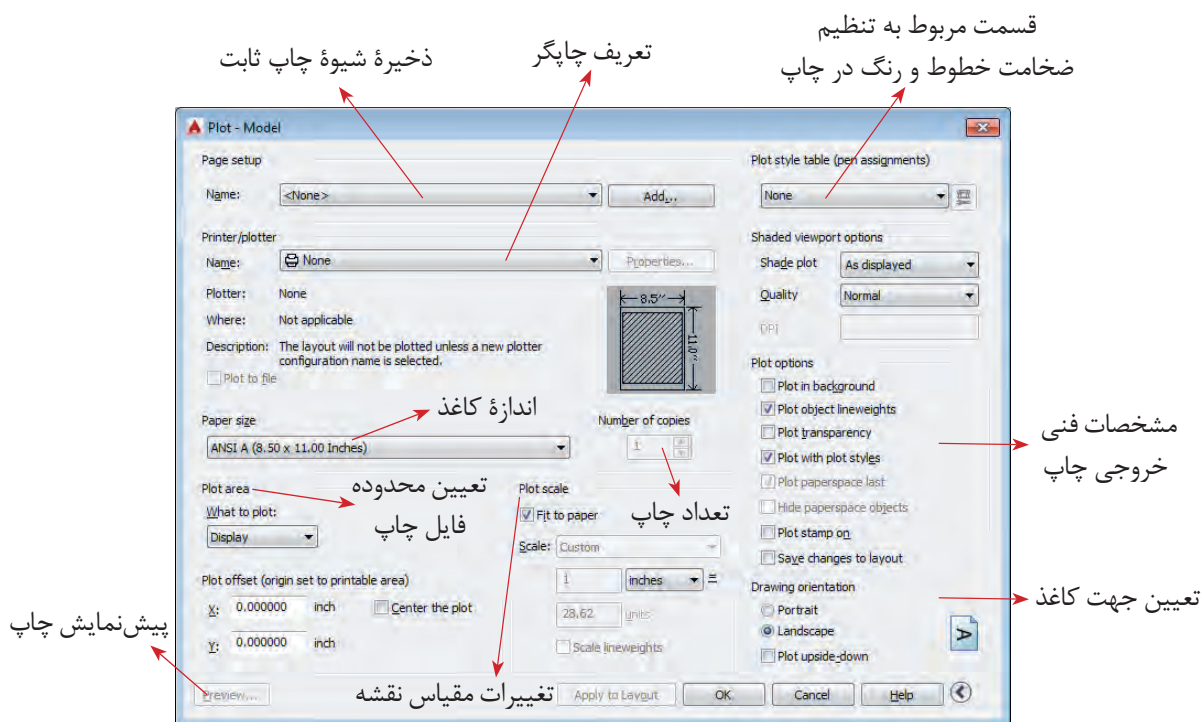 قسمت مربوط به تنظیم
ضخامت خطوط و رنگ در چاپ
تعریف چاپگر
ذخیرهٔ شیوهٔ چاپ ثابت
Plot - Model
Page setup
Name: <None> Add...
Plot style table (pen assignments)
None
Printer/plotter
Name: None Properties...
Plotter: None
Where: Not applicable
Description: The layout will not be plotted unless a new plotter
configuration name is selected.
Plot to file
8.5″
11.0″
Shaded viewport options
Shade plot As displayed
Quality Normal
DPI
Paper size
اندازهٔ کاغذ
ANSI A (8.50 x 11.00 Inches)
Number of copies
1
تعداد چاپ
Plot options
Plot in background
Plot object lineweights
Plot transparency
Plot with plot styles
Plot paperspace last
Hide paperspace objects
Plot stamp on
Save changes to layout
مشخصات فنی
خروجی چاپ
Plot area
What to plot:
Display
تعیین محدوده
فایل چاپ
Plot scale
Fit to paper
Scale: Custom
1 inches =
28.62 units
Scale lineweights
تغییرات مقیاس نقشه
Plot offset (origin set to printable area)
X: 0.000000 inch Center the plot
Y: 0.000000 inch
Drawing orientation
Portrait
Landscape
Plot upside-down
A
تعیین جهت کاغذ
پیش‌نمایش چاپ
Preview... Apply to Layout OK Cancel Help